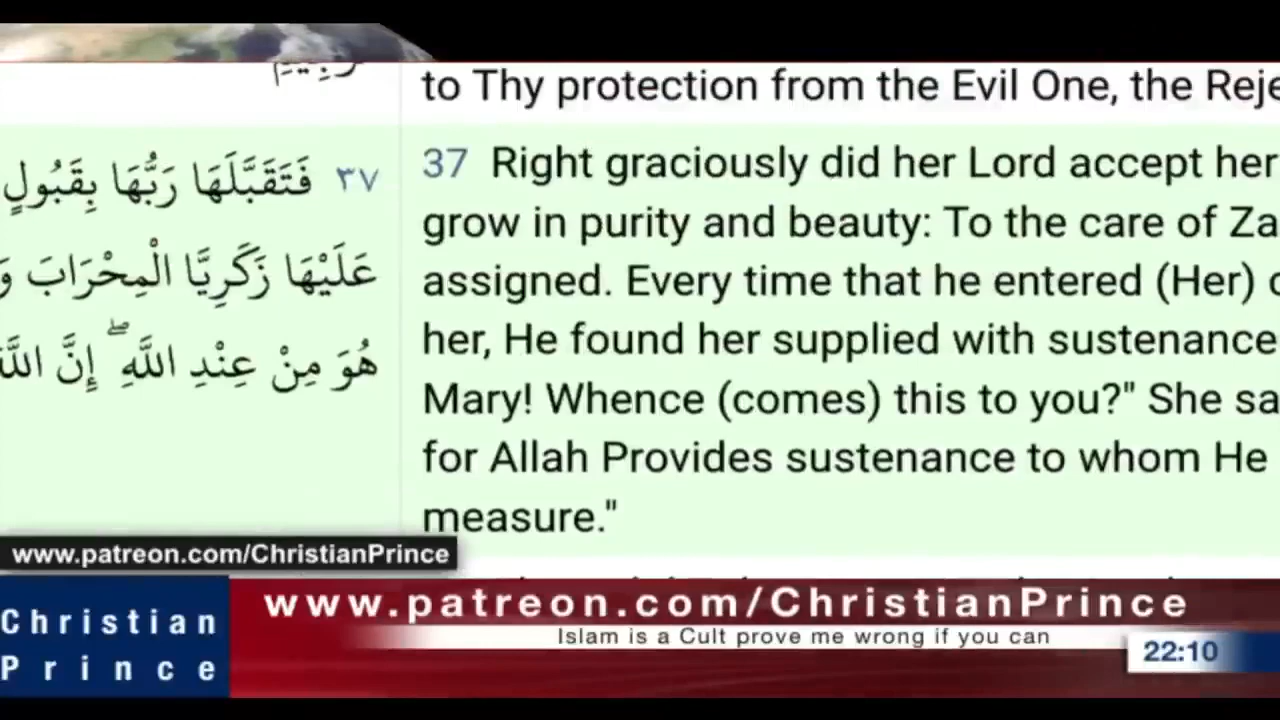 to Thy protection from the Evil One, the Reje
٣٧ فَتَقَبَّلَهَا رَبُّهَا بِقَبُولٍ
عَلَيْهَا زَكَرِيَّا الْمِحْرَابَ وَ
هُوَ مِنْ عِنْدِ اللَّهِ ۖ إِنَّ اللَّهَ
37 Right graciously did her Lord accept her
grow in purity and beauty: To the care of Za
assigned. Every time that he entered (Her) c
her, He found her supplied with sustenance
Mary! Whence (comes) this to you?" She sa
for Allah Provides sustenance to whom He
measure."
www.patreon.com/ChristianPrince
Christian
Prince
www.patreon.com/ChristianPrince
Islam is a Cult prove me wrong if you can
22:10